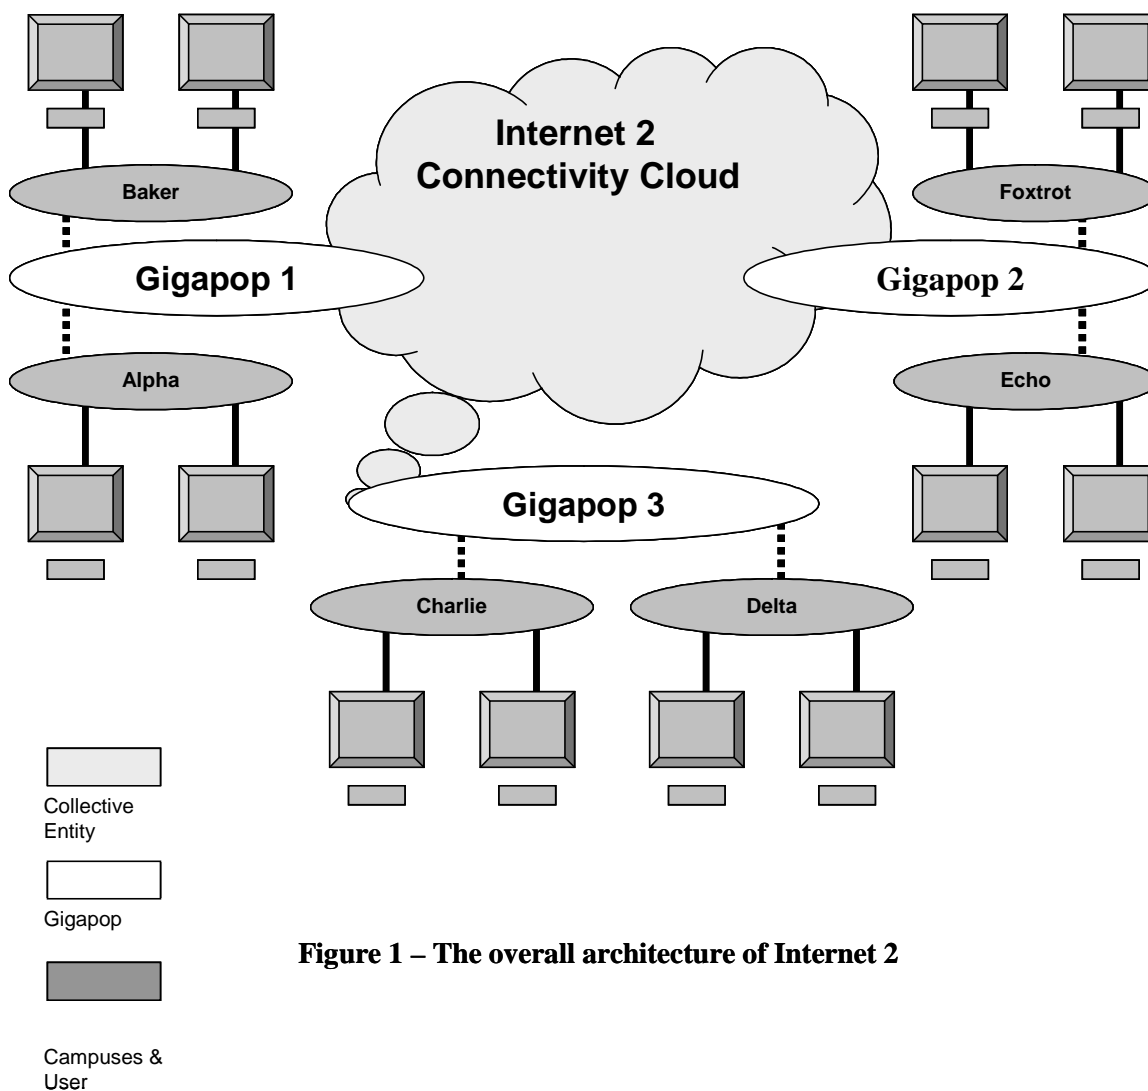 Internet 2
Connectivity Cloud
Baker
Foxtrot
Gigapop 1
Gigapop 2
Alpha
Echo
Gigapop 3
Charlie
Delta
Collective
Entity
Gigapop
Figure 1 – The overall architecture of Internet 2
Campuses &
User